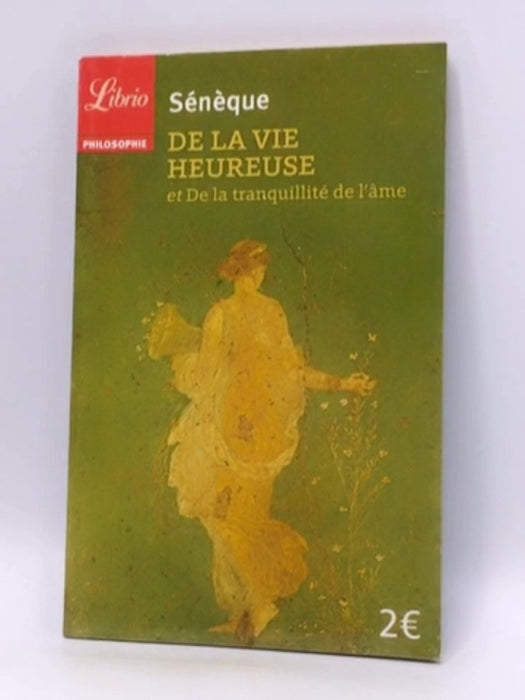 Librio
PHILOSOPHIE
Sénèque
DE LA VIE
HEUREUSE
et De la tranquillité de l'âme
2€